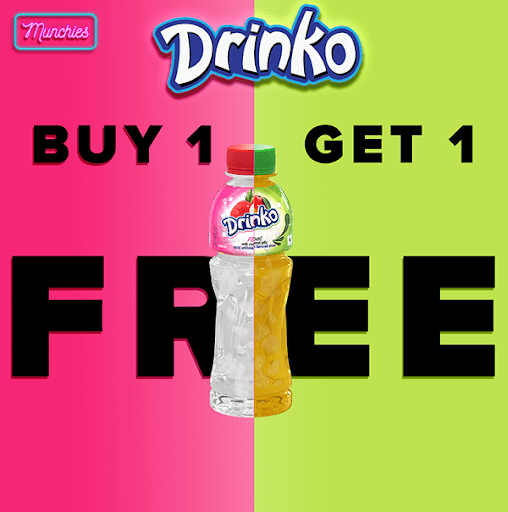 Munchies
Drinko
BUY 1 GET 1
Drinko
FREE